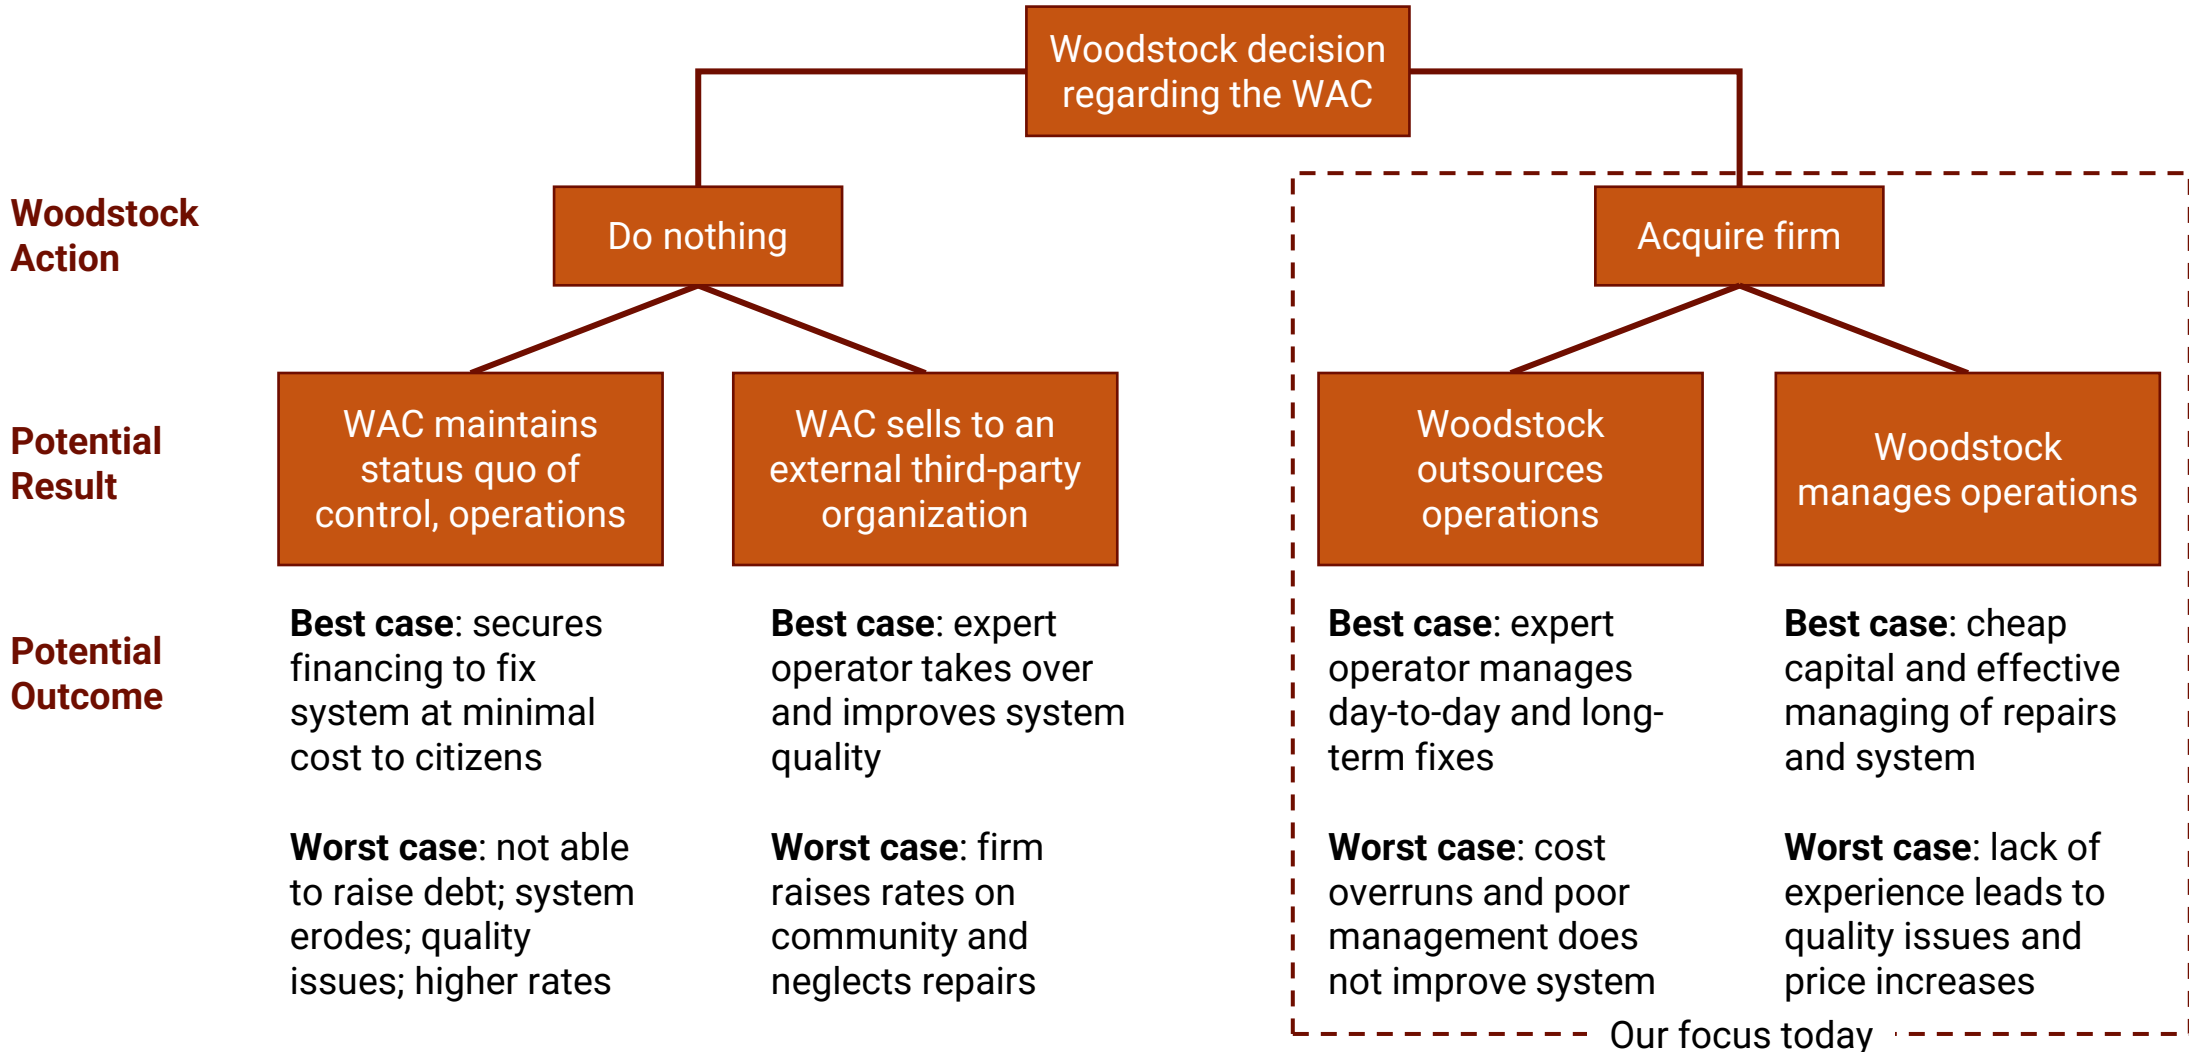 Woodstock decision
regarding the WAC
Woodstock
Action
Do nothing
Acquire firm
Potential
Result
WAC maintains
status quo of
control, operations
WAC sells to an
external third-party
organization
Woodstock
outsources
operations
Woodstock
manages operations
Potential
Outcome
Best case: secures
financing to fix
system at minimal
cost to citizens
Worst case: not able
to raise debt; system
erodes; quality
issues; higher rates
Best case: expert
operator takes over
and improves system
quality
Worst case: firm
raises rates on
community and
neglects repairs
Best case: expert
operator manages
day-to-day and long-
term fixes
Worst case: cost
overruns and poor
management does
not improve system
Best case: cheap
capital and effective
managing of repairs
and system
Worst case: lack of
experience leads to
quality issues and
price increases
Our focus today